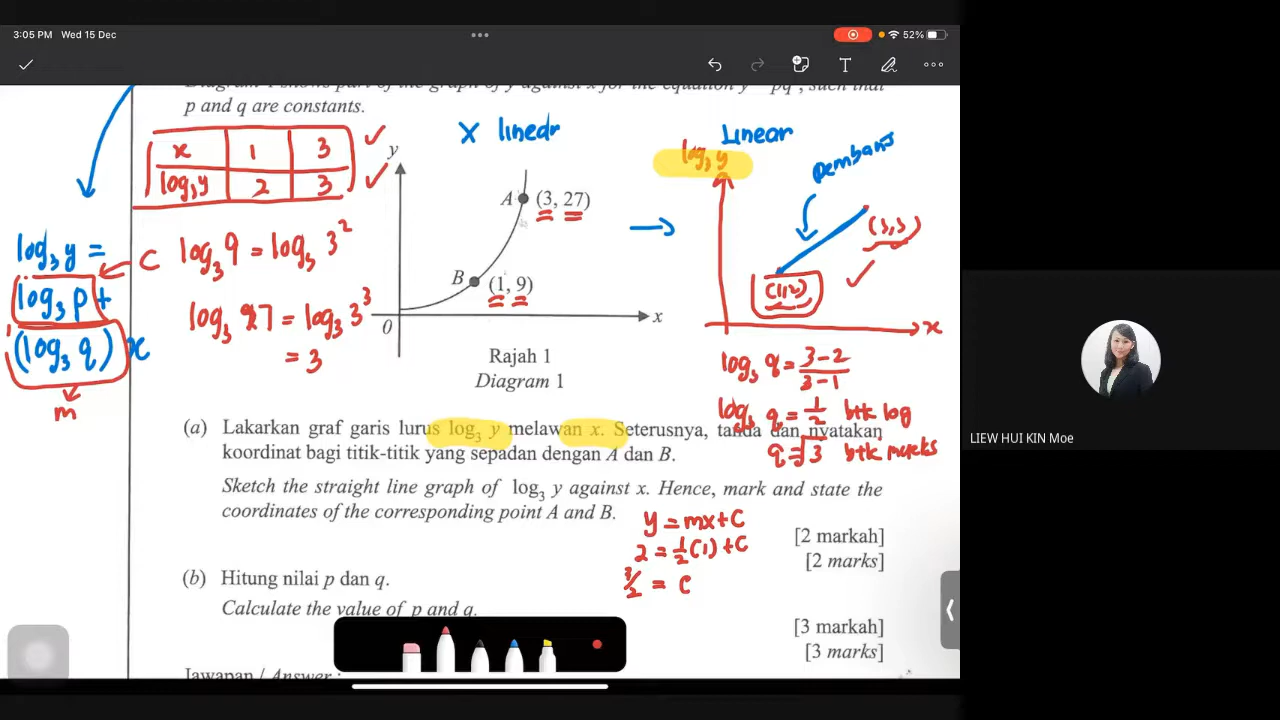 3:05 PM Wed 15 Dec
52%
p and q are constants.
x 1 3
log₃y 2 3
X linear
Linear
log₃ y
pembaris
y
A (3, 27)
(3,3)
log₃ y =
log₃ p +
(log₃ q) x
C
m
log₃ 9 = log₃ 3²
B (1, 9)
(1,2)
log₃ 27 = log₃ 3³
= 3
0
x
x
Rajah 1
Diagram 1
log₃ q = 3-2/3-1
log₃ q = 1/2 btk log
q = √3 btk indeks
(a) Lakarkan graf garis lurus log₃ y melawan x. Seterusnya, tanda dan nyatakan
koordinat bagi titik-titik yang sepadan dengan A dan B.
Sketch the straight line graph of log₃ y against x. Hence, mark and state the
coordinates of the corresponding point A and B.
[2 markah]
[2 marks]
y = mx + C
2 = 1/2 (1) + C
3/2 = C
(b) Hitung nilai p dan q.
Calculate the value of p and q.
[3 markah]
[3 marks]
Jawapan / Answer :
LIEW HUI KIN Moe